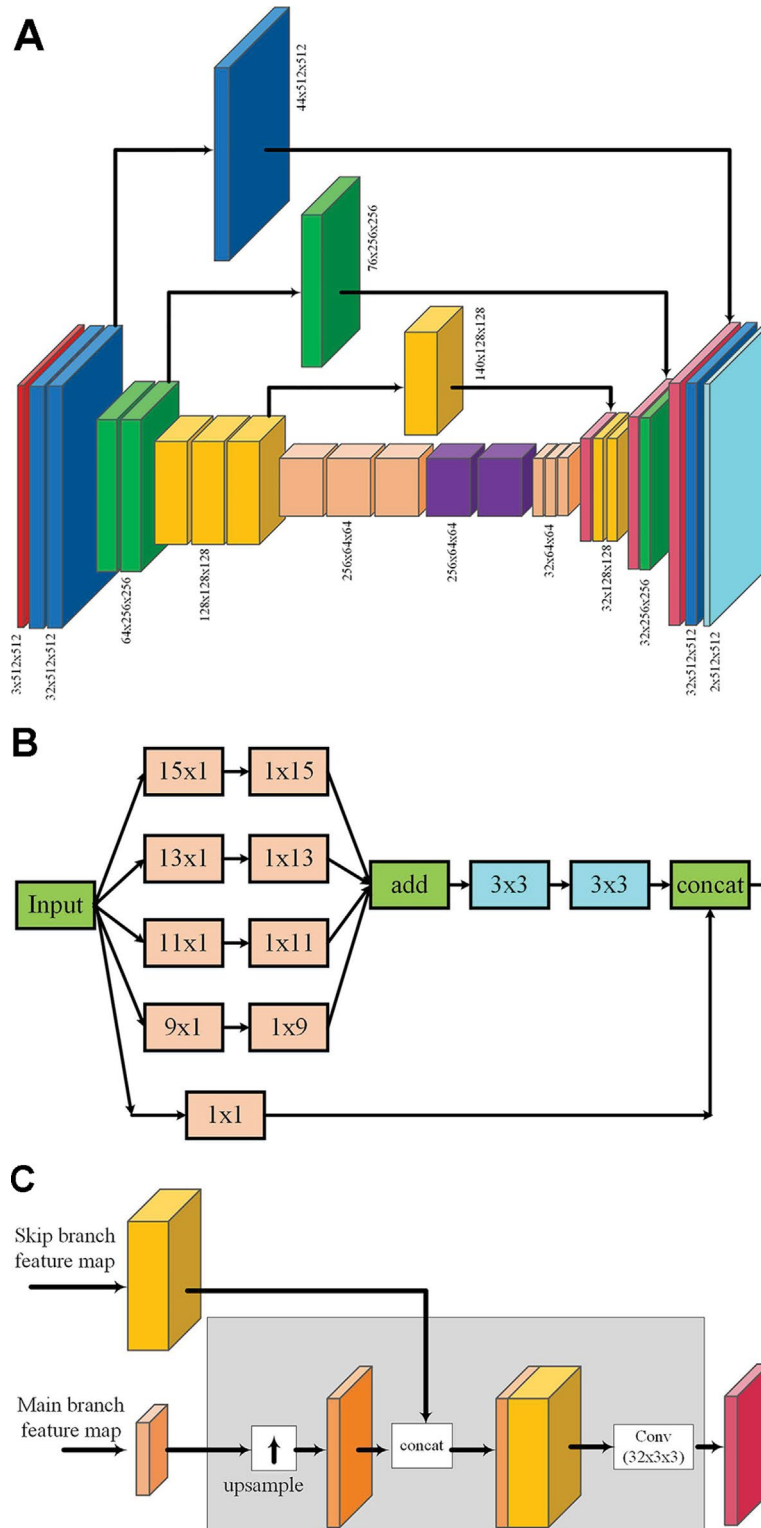 A
44x512x512
76x256x256
140x128x128
3x512x512
32x512x512
64x256x256
128x128x128
256x64x64
256x64x64
32x64x64
32x128x128
32x256x256
32x512x512
2x512x512
B
Input
15x1
1x15
13x1
1x13
11x1
1x11
9x1
1x9
1x1
add
3x3
3x3
concat
C
Skip branch
feature map
Main branch
feature map
upsample
concat
Conv
(32x3x3)